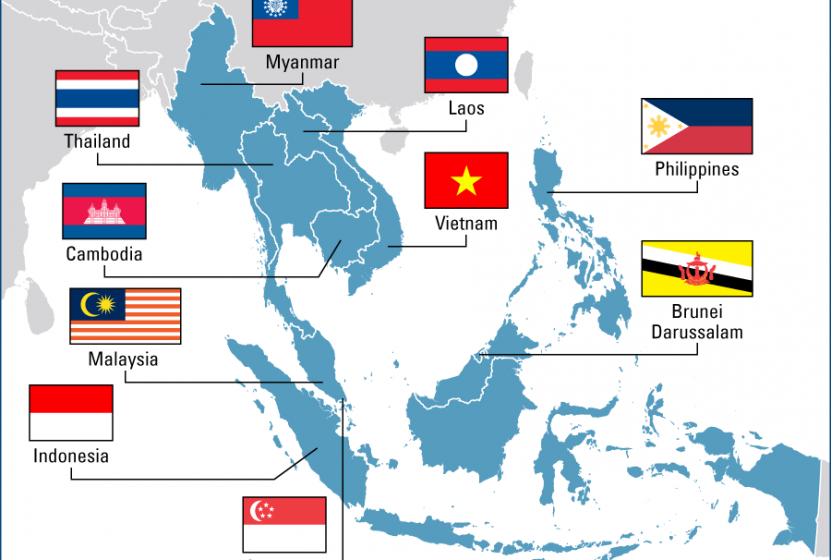 Myanmar
Laos
Thailand
Philippines
Vietnam
Cambodia
Brunei
Darussalam
Malaysia
Indonesia